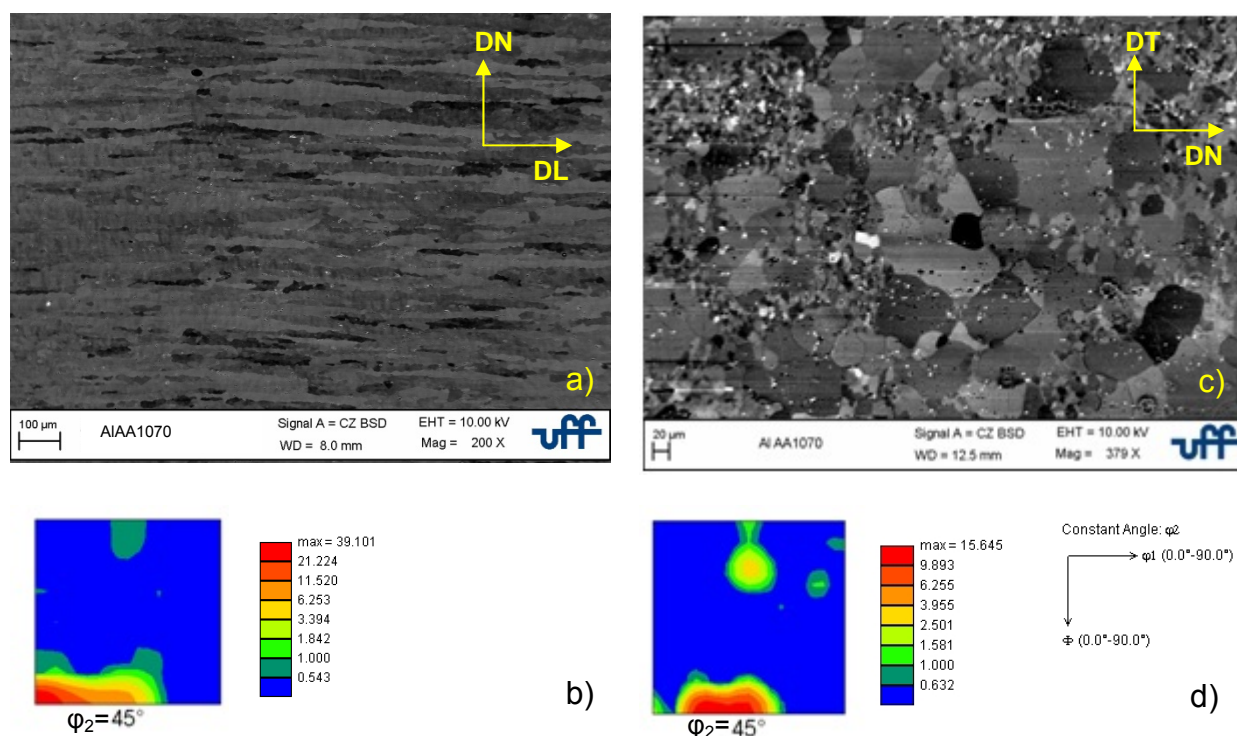 DN
DL
a)
100 µm
AlAA1070
Signal A = CZ BSD
WD = 8.0 mm
EHT = 10.00 kV
Mag = 200 X
uff
DT
DN
c)
20 µm
Al AA1070
Signal A = CZ BSD
WD = 12.5 mm
EHT = 10.00 kV
Mag = 379 X
uff
max = 39.101
21.224
11.520
6.253
3.394
1.842
1.000
0.543
φ2=45°
b)
max = 15.645
9.893
6.255
3.955
2.501
1.581
1.000
0.632
φ2=45°
d)
Constant Angle: φ2
φ1 (0.0°-90.0°)
Φ (0.0°-90.0°)